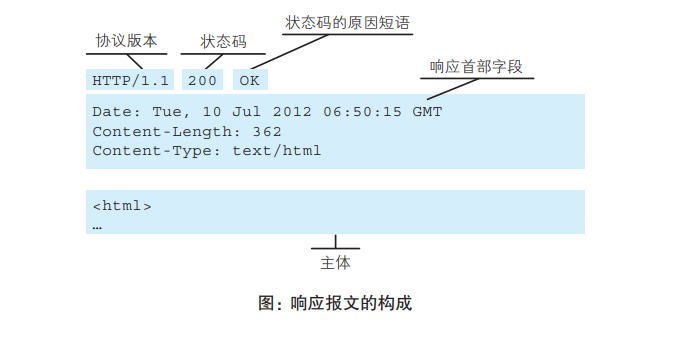 状态码的原因短语
协议版本
状态码
响应首部字段
HTTP/1.1 200 OK
Date: Tue, 10 Jul 2012 06:50:15 GMT
Content-Length: 362
Content-Type: text/html
<html>
…
主体
图：响应报文的构成